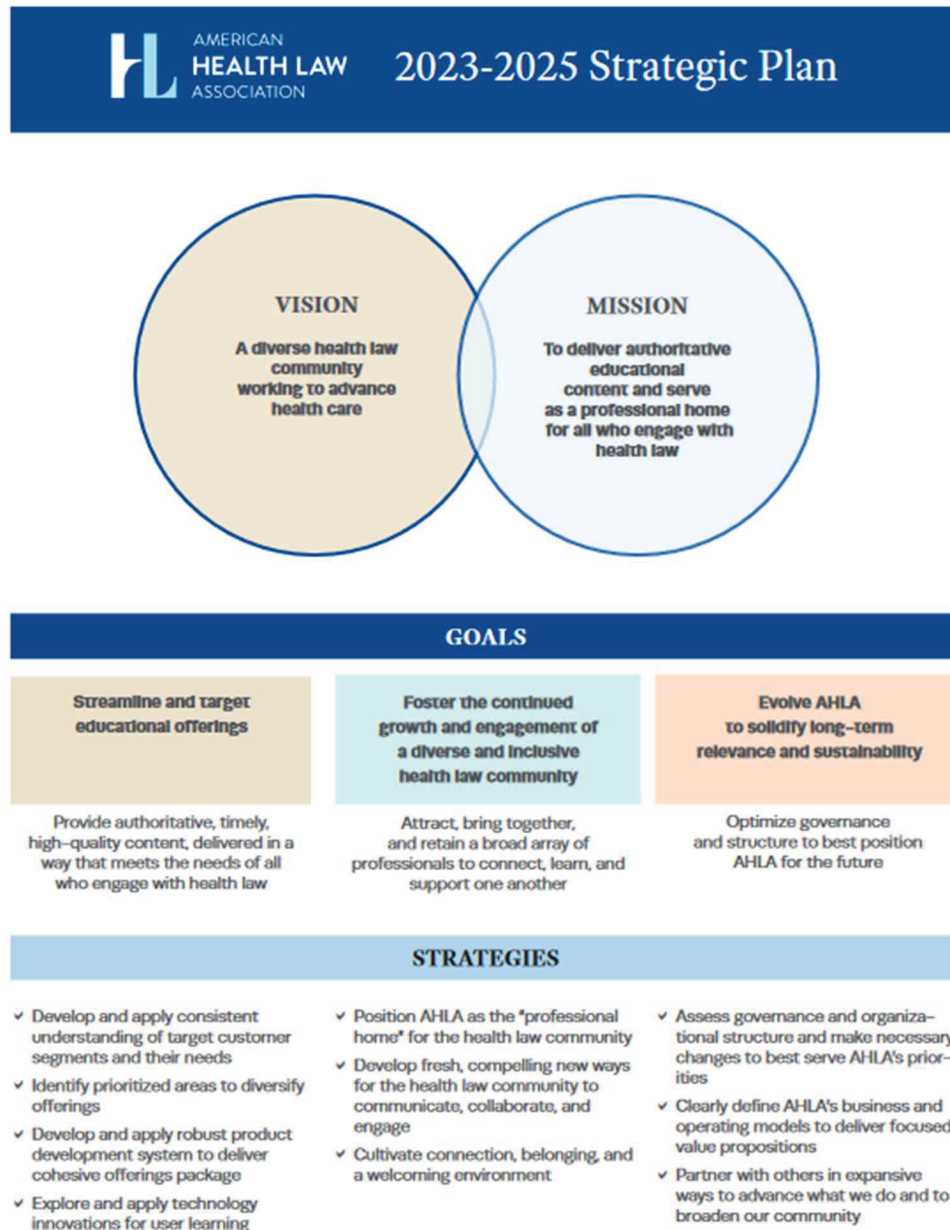 AMERICAN
HEALTH LAW
ASSOCIATION
2023-2025 Strategic Plan
VISION
A diverse health law
community
working to advance
health care
MISSION
To deliver authoritative
educational
content and serve
as a professional home
for all who engage with
health law
GOALS
Streamline and target
educational offerings
Provide authoritative, timely,
high-quality content, delivered in a
way that meets the needs of all
who engage with health law
Foster the continued
growth and engagement of
a diverse and inclusive
health law community
Attract, bring together,
and retain a broad array of
professionals to connect, learn, and
support one another
Evolve AHLA
to solidify long-term
relevance and sustainability
Optimize governance
and structure to best position
AHLA for the future
STRATEGIES
✓ Develop and apply consistent
understanding of target customer
segments and their needs
✓ Identify prioritized areas to diversify
offerings
✓ Develop and apply robust product
development system to deliver
cohesive offerings package
✓ Explore and apply technology
innovations for user learning
✓ Position AHLA as the "professional
home" for the health law community
✓ Develop fresh, compelling new ways
for the health law community to
communicate, collaborate, and
engage
✓ Cultivate connection, belonging, and
a welcoming environment
✓ Assess governance and organiza-
tional structure and make necessary
changes to best serve AHLA's prior-
ities
✓ Clearly define AHLA's business and
operating models to deliver focused
value propositions
✓ Partner with others in expansive
ways to advance what we do and to
broaden our community